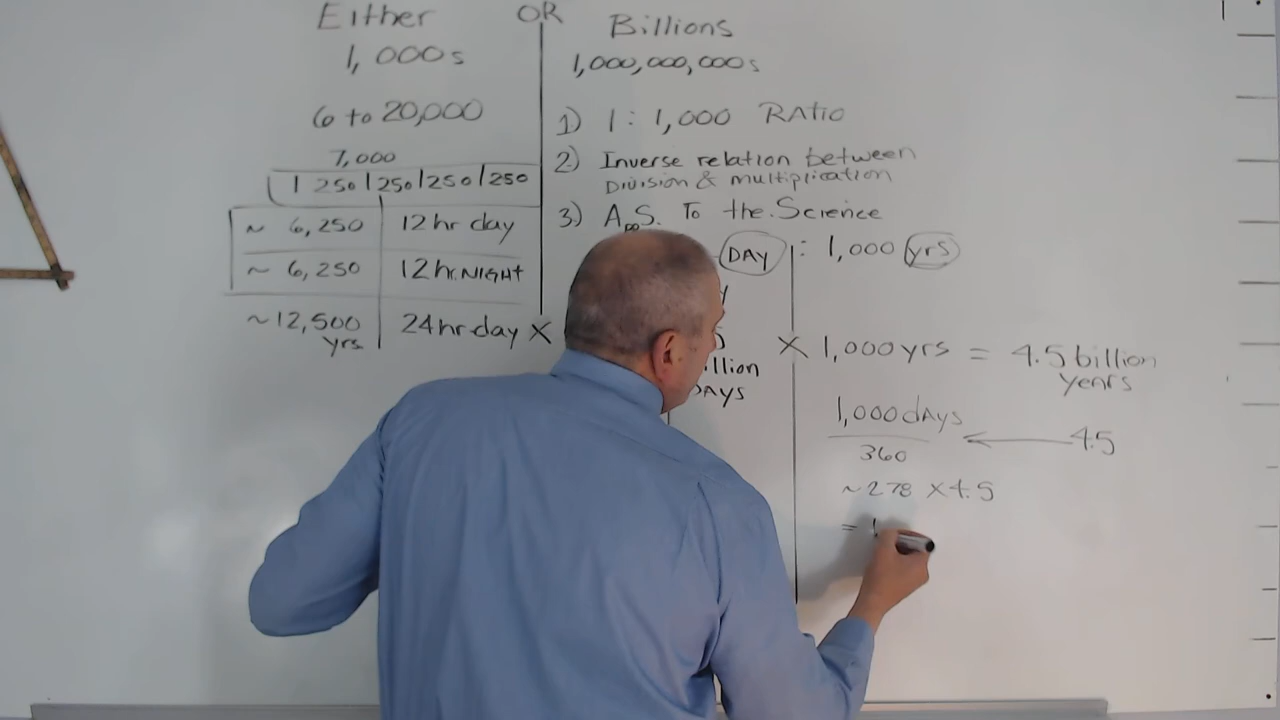 Either OR Billions
1,000s
1,000,000,000s
6 to 20,000
7,000
1 250 / 250 / 250 / 250
~ 6,250 12 hr day
~ 6,250 12 hr. NIGHT
~12,500 24 hr day X
yrs
1) 1 : 1,000 RAtio
2) Inverse relation between
Division & multiplication
3) A S. To the Science
DAY : 1,000 yrs
X 1,000 yrs = 4.5 billion
years
illion
AYS
1,000 dAys
360
4.5
~278 X 4.5
= 1